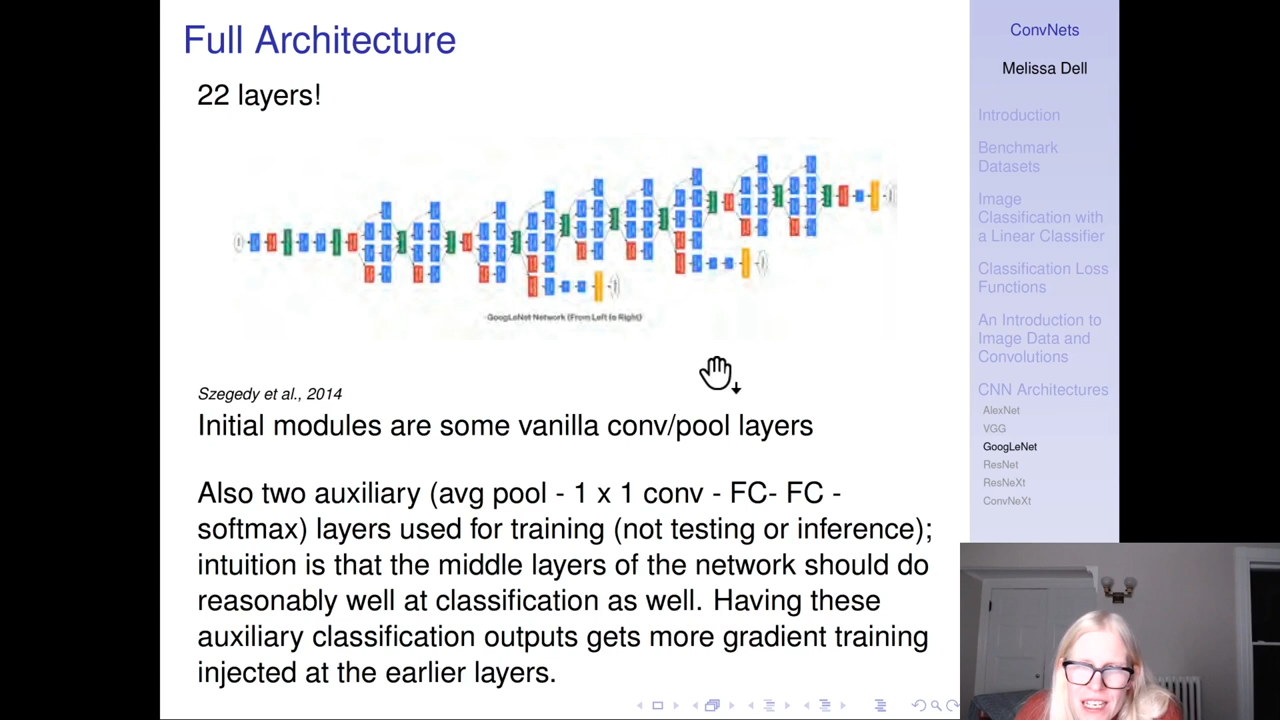 Full Architecture
22 layers!
GoogLeNet Network (From Left to Right)
Szegedy et al., 2014
Initial modules are some vanilla conv/pool layers
Also two auxiliary (avg pool - 1 x 1 conv - FC- FC -
softmax) layers used for training (not testing or inference);
intuition is that the middle layers of the network should do
reasonably well at classification as well. Having these
auxiliary classification outputs gets more gradient training
injected at the earlier layers.
ConvNets
Melissa Dell
Introduction
Benchmark
Datasets
Image
Classification with
a Linear Classifier
Classification Loss
Functions
An Introduction to
Image Data and
Convolutions
CNN Architectures
AlexNet
VGG
GoogLeNet
ResNet
ResNeXt
ConvNeXt